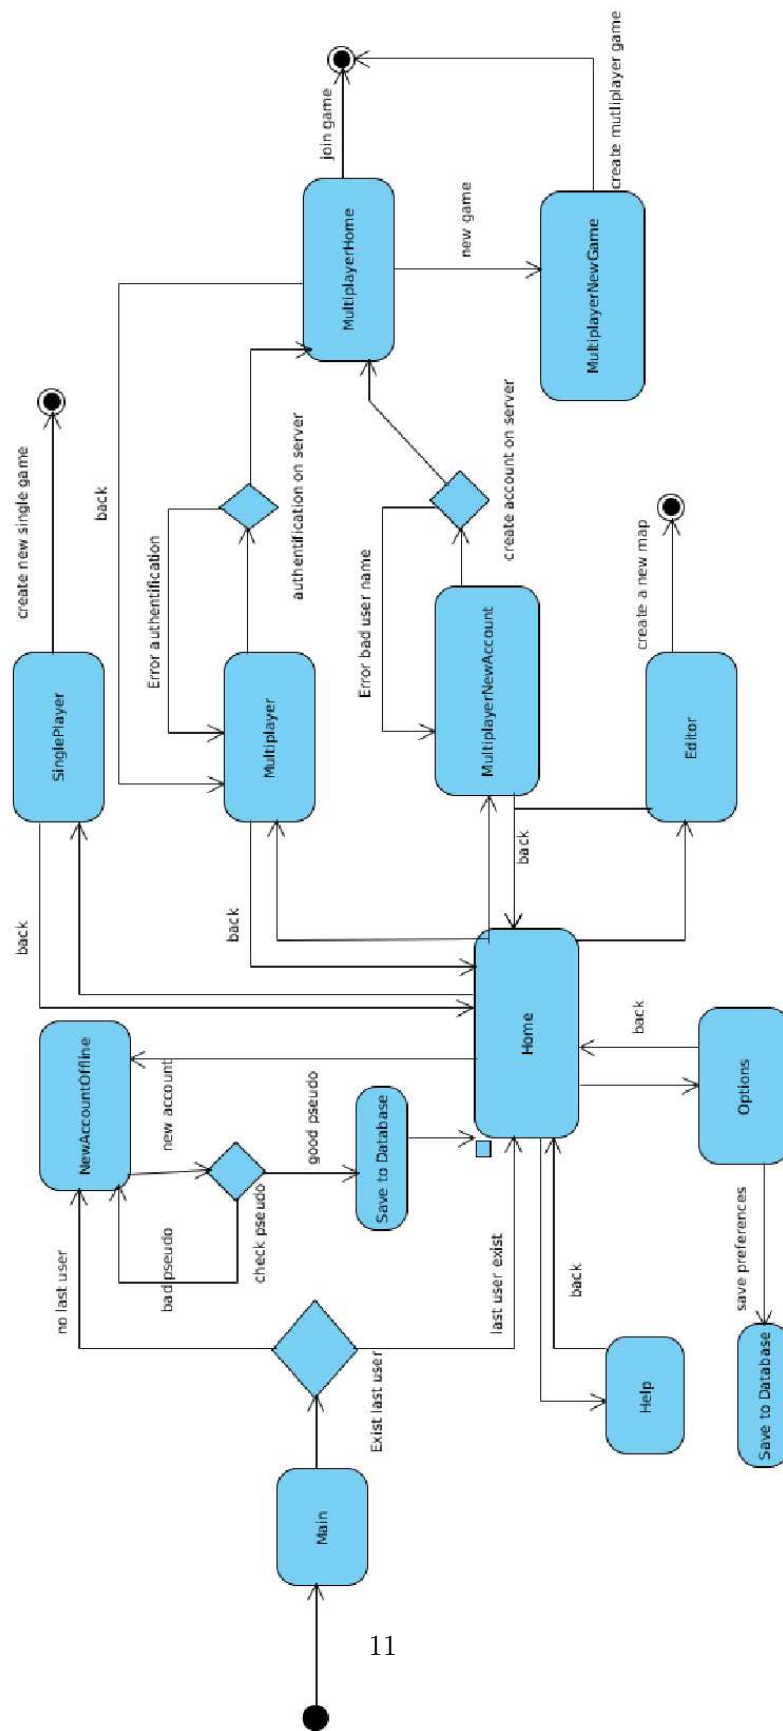 Main
Exist last user
no last user
last user exist
NewAccountOffline
new account
bad pseudo
check pseudo
good pseudo
Save to Database
Home
Help
back
Options
back
save preferences
Save to Database
SinglePlayer
back
create new single game
Multiplayer
back
Error authentification
authentification on server
back
MultiplayerNewAccount
back
Error bad user name
create account on server
Editor
create a new map
MultiplayerHome
join game
new game
MultiplayerNewGame
create mutliplayer game
11